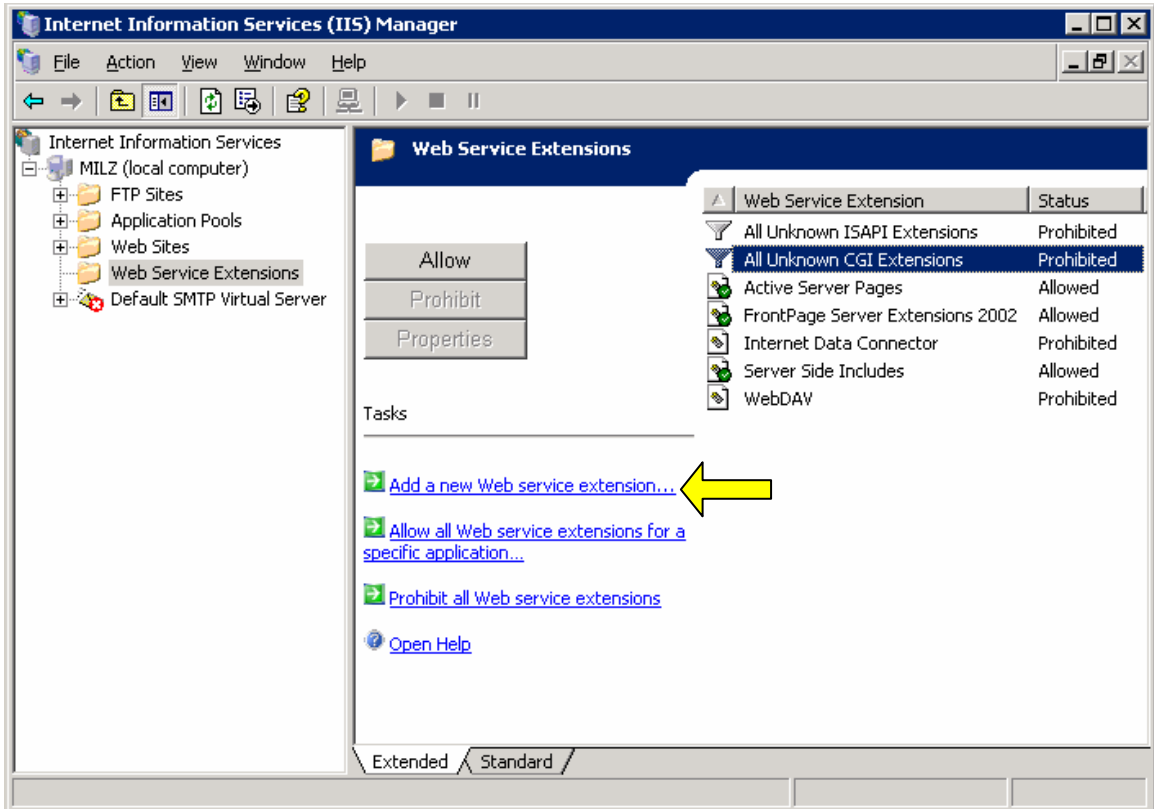 Internet Information Services (IIS) Manager
File Action View Window Help
Internet Information Services
MILZ (local computer)
FTP Sites
Application Pools
Web Sites
Web Service Extensions
Default SMTP Virtual Server
Web Service Extensions
Allow
Prohibit
Properties
Tasks
Add a new Web service extension...
Allow all Web service extensions for a
specific application...
Prohibit all Web service extensions
Open Help
Web Service Extension Status
All Unknown ISAPI Extensions Prohibited
All Unknown CGI Extensions Prohibited
Active Server Pages Allowed
FrontPage Server Extensions 2002 Allowed
Internet Data Connector Prohibited
Server Side Includes Allowed
WebDAV Prohibited
Extended Standard